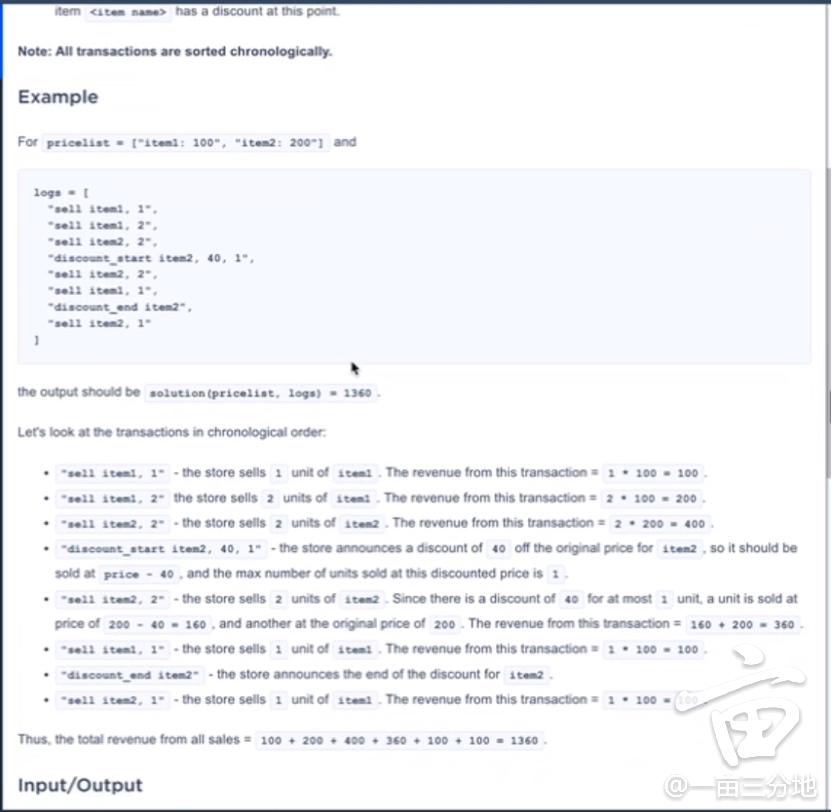 item <item name> has a discount at this point.
Note: All transactions are sorted chronologically.
Example
For pricelist = ["item1: 100", "item2: 200"] and
logs = [
"sell item1, 1",
"sell item1, 2",
"sell item2, 2",
"discount_start item2, 40, 1",
"sell item2, 2",
"sell item1, 1",
"discount_end item2",
"sell item2, 1"
]
the output should be solution(pricelist, logs) = 1360.
Let's look at the transactions in chronological order:
• "sell item1, 1" - the store sells 1 unit of item1. The revenue from this transaction = 1 * 100 = 100.
• "sell item1, 2" the store sells 2 units of item1. The revenue from this transaction = 2 * 100 = 200.
• "sell item2, 2" - the store sells 2 units of item2. The revenue from this transaction = 2 * 200 = 400.
• "discount_start item2, 40, 1" - the store announces a discount of 40 off the original price for item2, so it should be
sold at price - 40, and the max number of units sold at this discounted price is 1.
• "sell item2, 2" - the store sells 2 units of item2. Since there is a discount of 40 for at most 1 unit, a unit is sold at
price of 200 - 40 = 160, and another at the original price of 200. The revenue from this transaction = 160 + 200 = 360.
• "sell item1, 1" - the store sells 1 unit of item1. The revenue from this transaction = 1 * 100 = 100.
• "discount_end item2" - the store announces the end of the discount for item2.
• "sell item2, 1" - the store sells 1 unit of item1. The revenue from this transaction = 1 * 100 = 100.
Thus, the total revenue from all sales = 100 + 200 + 400 + 360 + 100 + 100 = 1360.
Input/Output
@一亩三分地